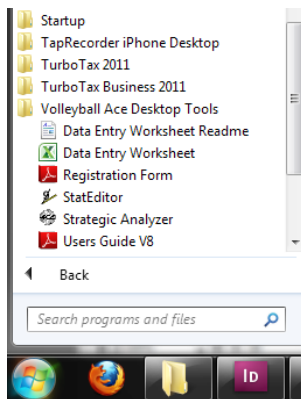 Startup
TapRecorder iPhone Desktop
TurboTax 2011
TurboTax Business 2011
Volleyball Ace Desktop Tools
Data Entry Worksheet Readme
Data Entry Worksheet
Registration Form
StatEditor
Strategic Analyzer
Users Guide V8
Back
Search programs and files
ID